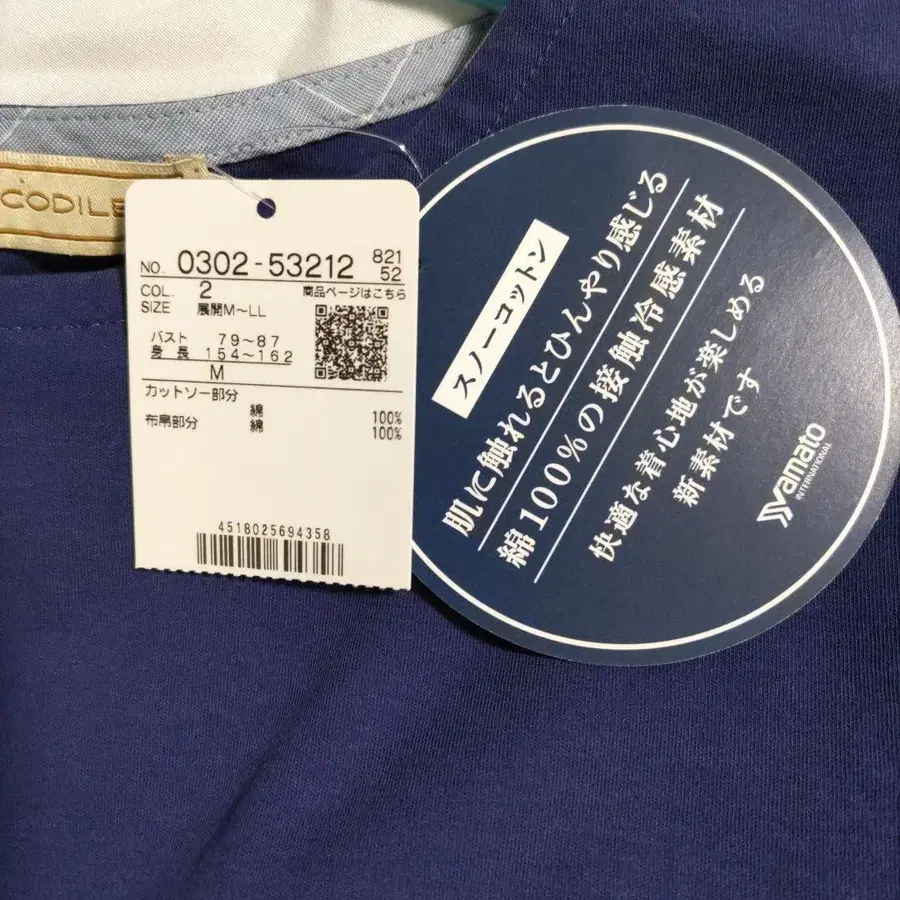 CODILE
NO. 0302-53212 821 52
COL. 2 商品ページはこちら
SIZE 展開M～LL
バスト 79～87
身長 154～162
M
カットソー部分
綿 100%
布帛部分 綿 100%
4518025694358
スノーコットン
肌に触れるとひんやり感じる
綿100%の接触冷感素材
快適な着心地が楽しめる
新素材です
Yamato
INTERNATIONAL